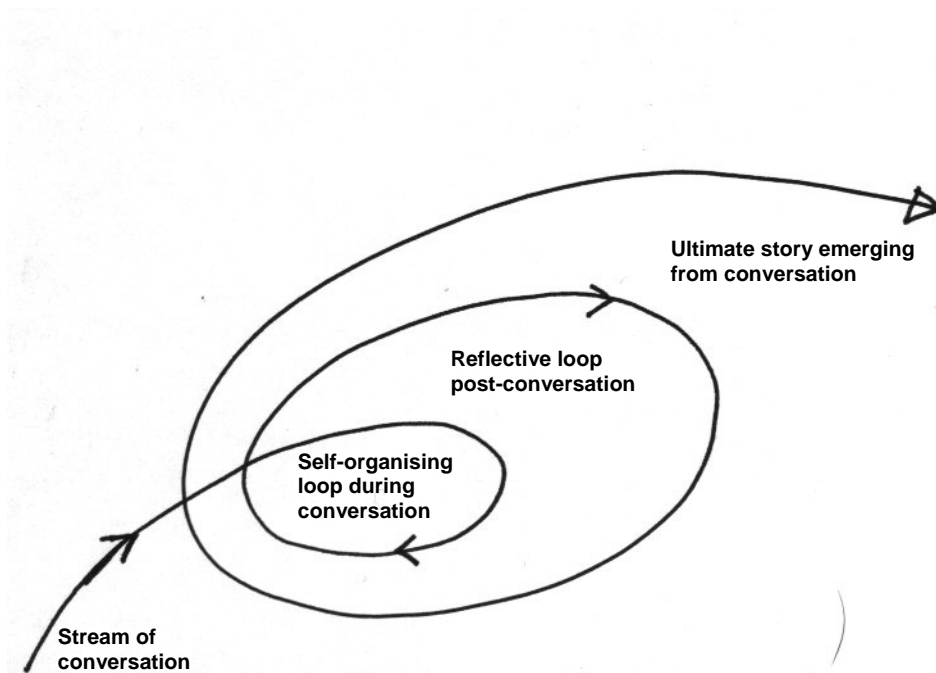 Ultimate story emerging
from conversation
Reflective loop
post-conversation
Self-organising
loop during
conversation
Stream of
conversation